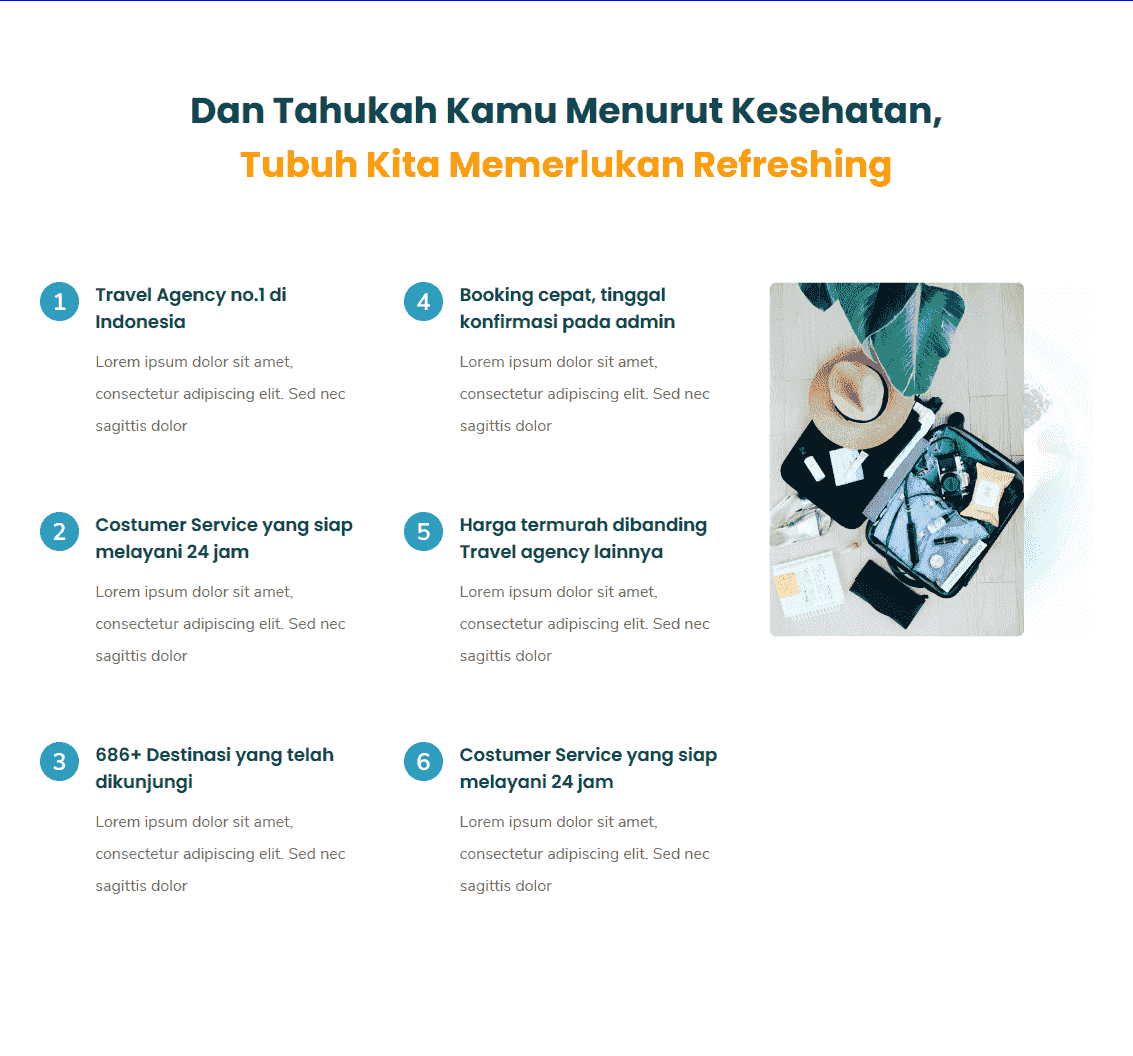 Dan Tahukah Kamu Menurut Kesehatan,
Tubuh Kita Memerlukan Refreshing
1
Travel Agency no.1 di
Indonesia
Lorem ipsum dolor sit amet,
consectetur adipiscing elit. Sed nec
sagittis dolor
2
Costumer Service yang siap
melayani 24 jam
Lorem ipsum dolor sit amet,
consectetur adipiscing elit. Sed nec
sagittis dolor
3
686+ Destinasi yang telah
dikunjungi
Lorem ipsum dolor sit amet,
consectetur adipiscing elit. Sed nec
sagittis dolor
4
Booking cepat, tinggal
konfirmasi pada admin
Lorem ipsum dolor sit amet,
consectetur adipiscing elit. Sed nec
sagittis dolor
5
Harga termurah dibanding
Travel agency lainnya
Lorem ipsum dolor sit amet,
consectetur adipiscing elit. Sed nec
sagittis dolor
6
Costumer Service yang siap
melayani 24 jam
Lorem ipsum dolor sit amet,
consectetur adipiscing elit. Sed nec
sagittis dolor